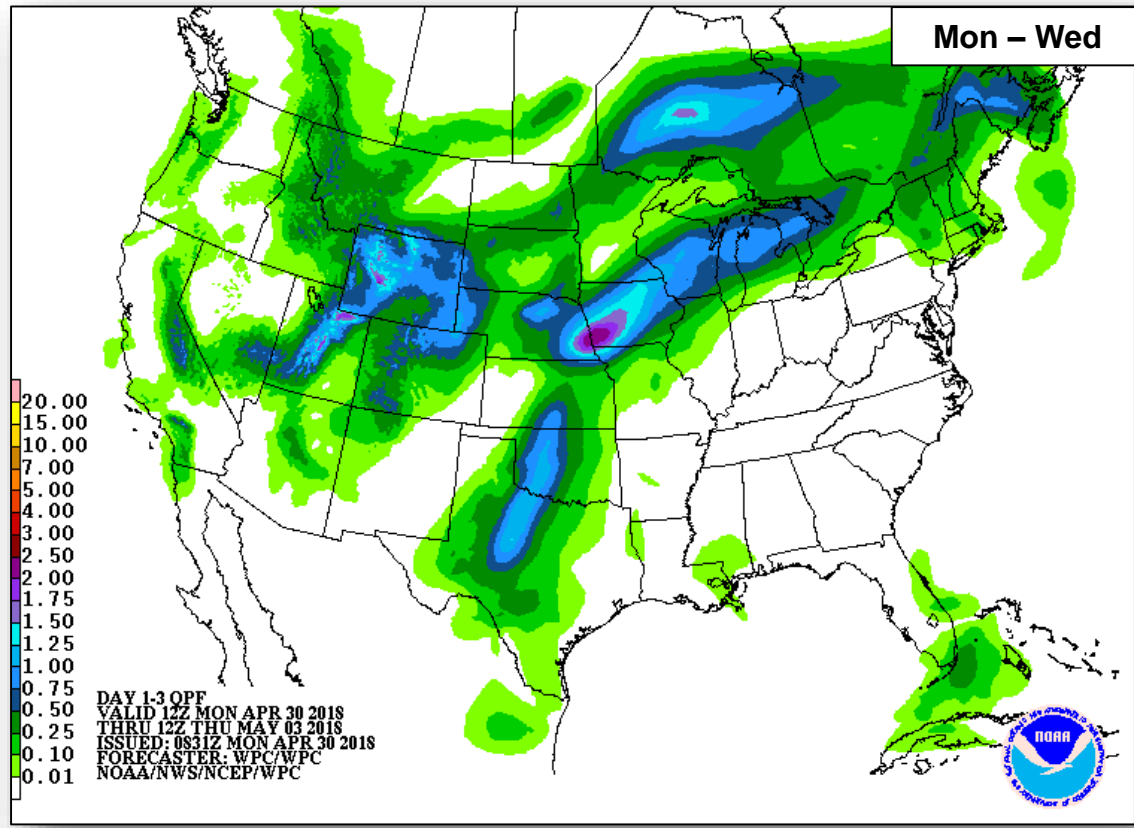 Mon – Wed
20.00
15.00
10.00
7.00
5.00
4.00
3.00
2.50
2.00
1.75
1.50
1.25
1.00
0.75
0.50
0.25
0.10
0.01
DAY 1-3 QPF
VALID 12Z MON APR 30 2018
THRU 12Z THU MAY 03 2018
ISSUED: 0831Z MON APR 30 2018
FORECASTER: WPC/WPC
NOAA/NWS/NCEP/WPC
NOAA